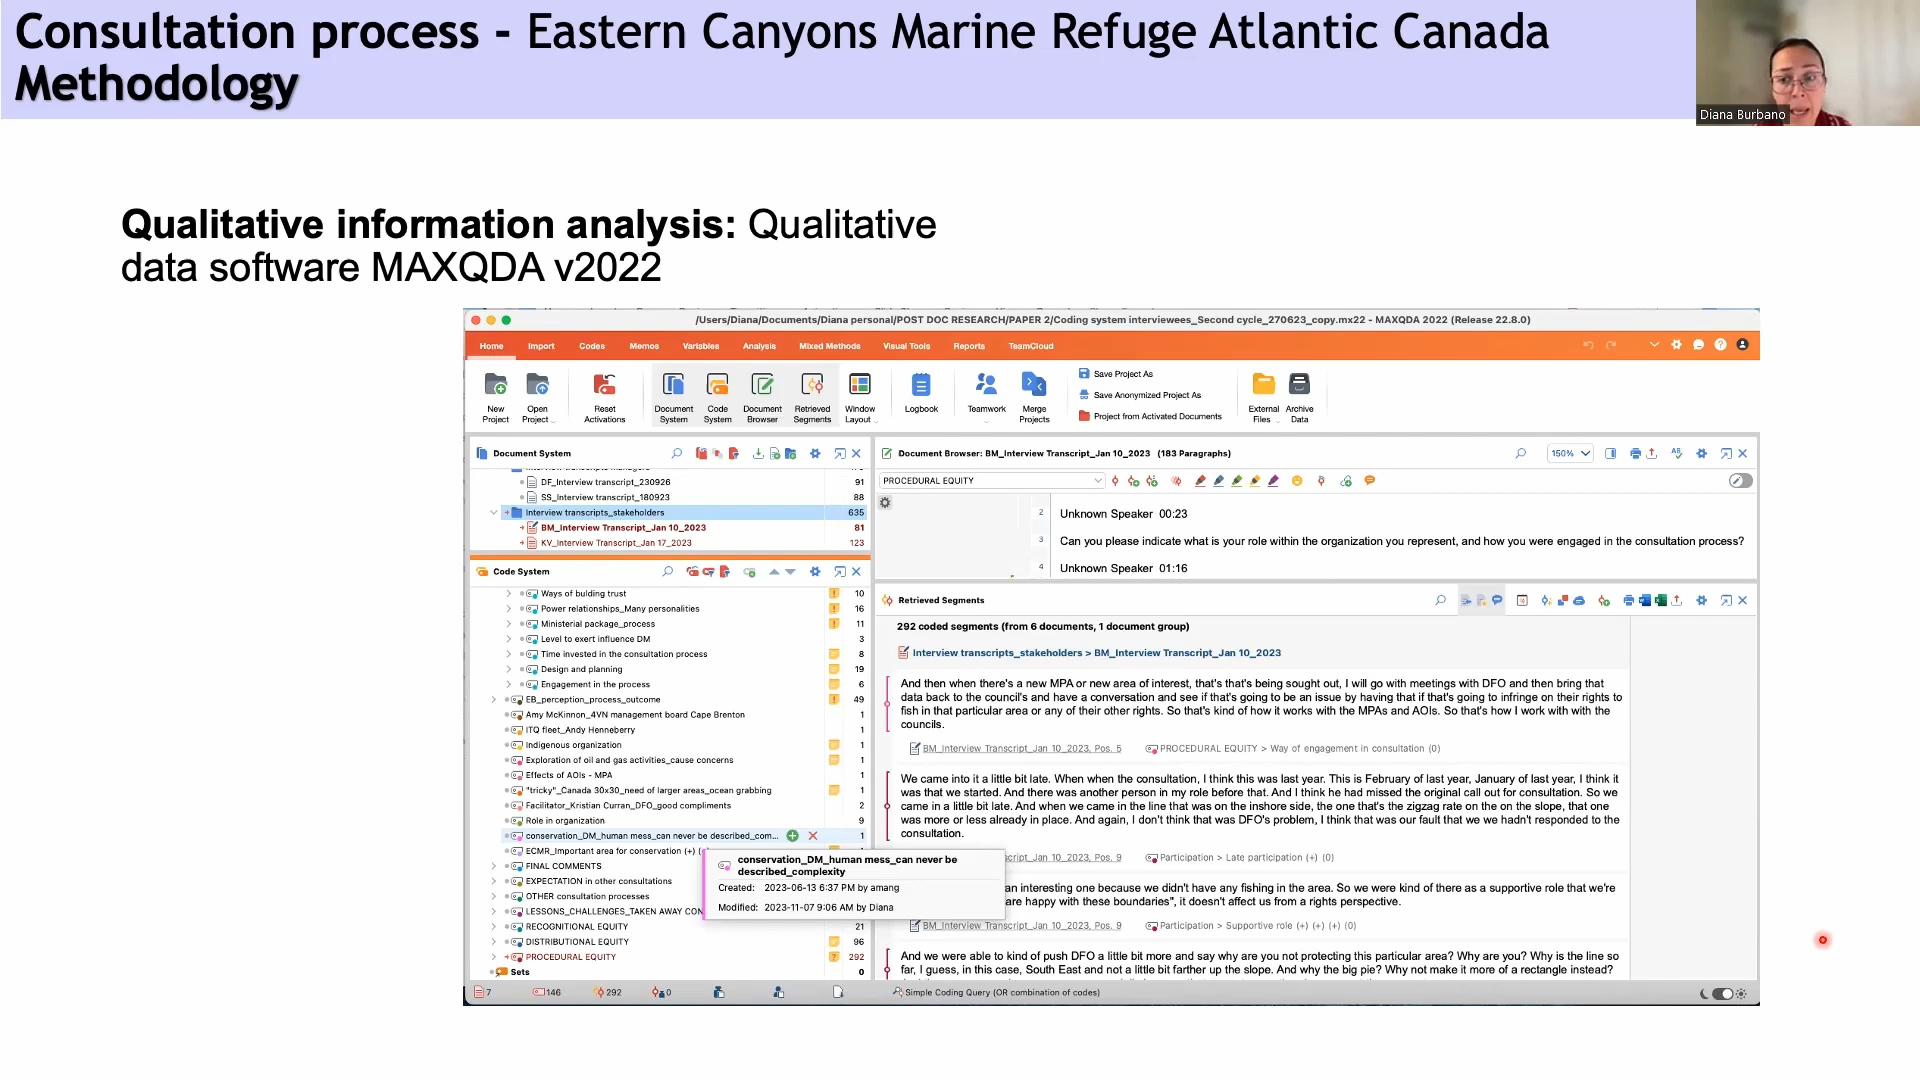 Consultation process - Eastern Canyons Marine Refuge Atlantic Canada
Methodology
Diana Burbano
Qualitative information analysis: Qualitative
data software MAXQDA v2022
/Users/Diana/Documents/Diana personal/POST DOC RESEARCH/PAPER 2/Coding system interviewees_Second cycle_270623_copy.mx22 - MAXQDA 2022 (Release 22.8.0)
Home Import Codes Memos Variables Analysis Mixed Methods Visual Tools Reports TeamCloud
New Project
Open Project
Reset Activations
Document System
Code System
Document Browser
Retrieved Segments
Window Layout
Logbook
Teamwork
Merge Projects
Save Project As
Save Anonymized Project As
Project from Activated Documents
External Files
Archive Data
Document System
DF_Interview transcript_230926 91
SS_Interview transcript_180923 88
Interview transcripts_stakeholders 635
BM_Interview Transcript_Jan 10_2023 81
KV_Interview Transcript_Jan 17_2023 123
Code System
Ways of bulding trust 10
Power relationships_Many personalities 16
Ministerial package_process 11
Level to exert influence DM 3
Time invested in the consultation process 8
Design and planning 19
Engagement in the process 6
EB_perception_process_outcome 49
Amy McKinnon_4VN management board Cape Brenton 1
ITQ fleet_Andy Henneberry 1
Indigenous organization 1
Exploration of oil and gas activities_cause concerns 1
Effects of AOIs - MPA 1
"tricky"_Canada 30x30_need of larger areas_ocean grabbing 1
Facilitator_Kristian Curran_DFO_good compliments 2
Role in organization 9
conservation_DM_human mess_can never be described_com... 1
ECMR_Important area for conservation (+)
FINAL COMMENTS
EXPECTATION in other consultations
OTHER consultation processes
LESSONS_CHALLENGES_TAKEN AWAY CON
RECOGNITIONAL EQUITY 21
DISTRIBUTIONAL EQUITY 96
PROCEDURAL EQUITY 292
Sets 0
conservation_DM_human mess_can never be
described_complexity
Created: 2023-06-13 6:37 PM by amang
Modified: 2023-11-07 9:06 AM by Diana
Document Browser: BM_Interview Transcript_Jan 10_2023 (183 Paragraphs)
150%
PROCEDURAL EQUITY
2 Unknown Speaker 00:23
3 Can you please indicate what is your role within the organization you represent, and how you were engaged in the consultation process?
4 Unknown Speaker 01:16
Retrieved Segments
292 coded segments (from 6 documents, 1 document group)
Interview transcripts_stakeholders > BM_Interview Transcript_Jan 10_2023
And then when there's a new MPA or new area of interest, that's that's being sought out, I will go with meetings with DFO and then bring that
data back to the council's and have a conversation and see if that's going to be an issue by having that if that's going to infringe on their rights to
fish in that particular area or any of their other rights. So that's kind of how it works with the MPAs and AOIs. So that's how I work with with the
councils.
BM_Interview Transcript_Jan 10_2023, Pos. 5 PROCEDURAL EQUITY > Way of engagement in consultation (0)
We came into it a little bit late. When when the consultation, I think this was last year. This is February of last year, January of last year, I think it
was that we started. And there was another person in my role before that. And I think he had missed the original call out for consultation. So we
came in a little bit late. And when we came in the line that was on the inshore side, the one that's the zigzag rate on the on the slope, that one
was more or less already in place. And again, I don't think that was DFO's problem, I think that was our fault that we we hadn't responded to the
consultation.
script_Jan 10_2023, Pos. 9 Participation > Late participation (+) (0)
an interesting one because we didn't have any fishing in the area. So we were kind of there as a supportive role that we're
are happy with these boundaries", it doesn't affect us from a rights perspective.
BM_Interview Transcript_Jan 10_2023, Pos. 9 Participation > Supportive role (+) (+) (+) (0)
And we were able to kind of push DFO a little bit more and say why are you not protecting this particular area? Why are you? Why is the line so
far, I guess, in this case, South East and not a little bit farther up the slope. And why the big pie? Why not make it more of a rectangle instead?
7 146 292 0 Simple Coding Query (OR combination of codes)